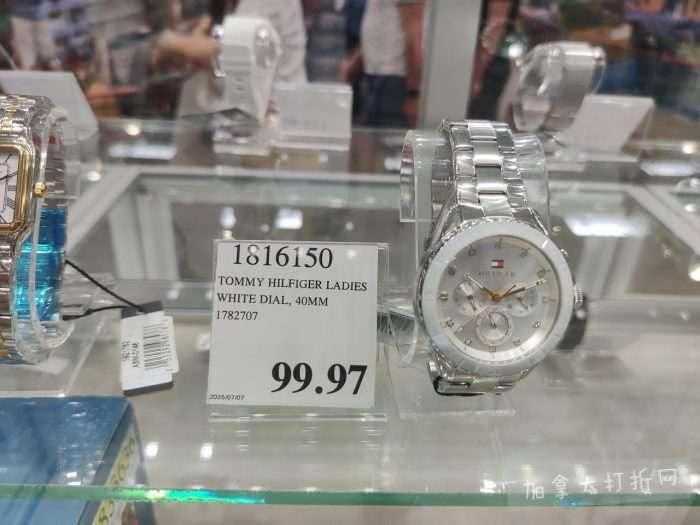 1816150
TOMMY HILFIGER LADIES
WHITE DIAL, 40MM
1782707
99.97
2025/07/07
加拿大打折网